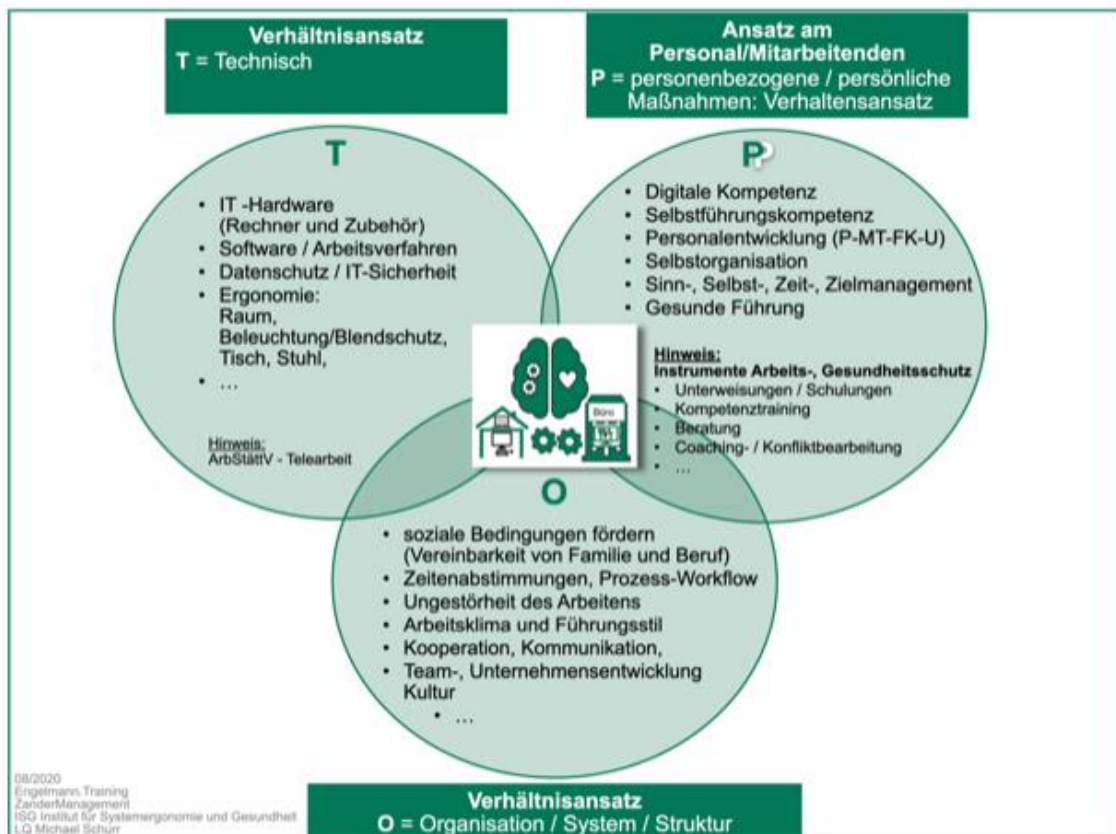 Verhältnisansatz
T = Technisch
Ansatz am
Personal/Mitarbeitenden
P = personenbezogene / persönliche
Maßnahmen: Verhaltensansatz
T
• IT -Hardware
(Rechner und Zubehör)
• Software / Arbeitsverfahren
• Datenschutz / IT-Sicherheit
• Ergonomie:
Raum,
Beleuchtung/Blendschutz,
Tisch, Stuhl,
• ...
Hinweis:
ArbStättV - Telearbeit
P
• Digitale Kompetenz
• Selbstführungskompetenz
• Personalentwicklung (P-MT-FK-U)
• Selbstorganisation
• Sinn-, Selbst-, Zeit-, Zielmanagement
• Gesunde Führung
Hinweis:
Instrumente Arbeits-, Gesundheitsschutz
• Unterweisungen / Schulungen
• Kompetenztraining
• Beratung
• Coaching- / Konfliktbearbeitung
• ...
Büro
O
• soziale Bedingungen fördern
(Vereinbarkeit von Familie und Beruf)
• Zeitenabstimmungen, Prozess-Workflow
• Ungestörheit des Arbeitens
• Arbeitsklima und Führungsstil
• Kooperation, Kommunikation,
• Team-, Unternehmensentwicklung
Kultur
• ...
08/2020
Engelmann.Training
ZanderManagement
ISG Institut für Systemergonomie und Gesundheit
LQ Michael Schurr
Verhältnisansatz
O = Organisation / System / Struktur